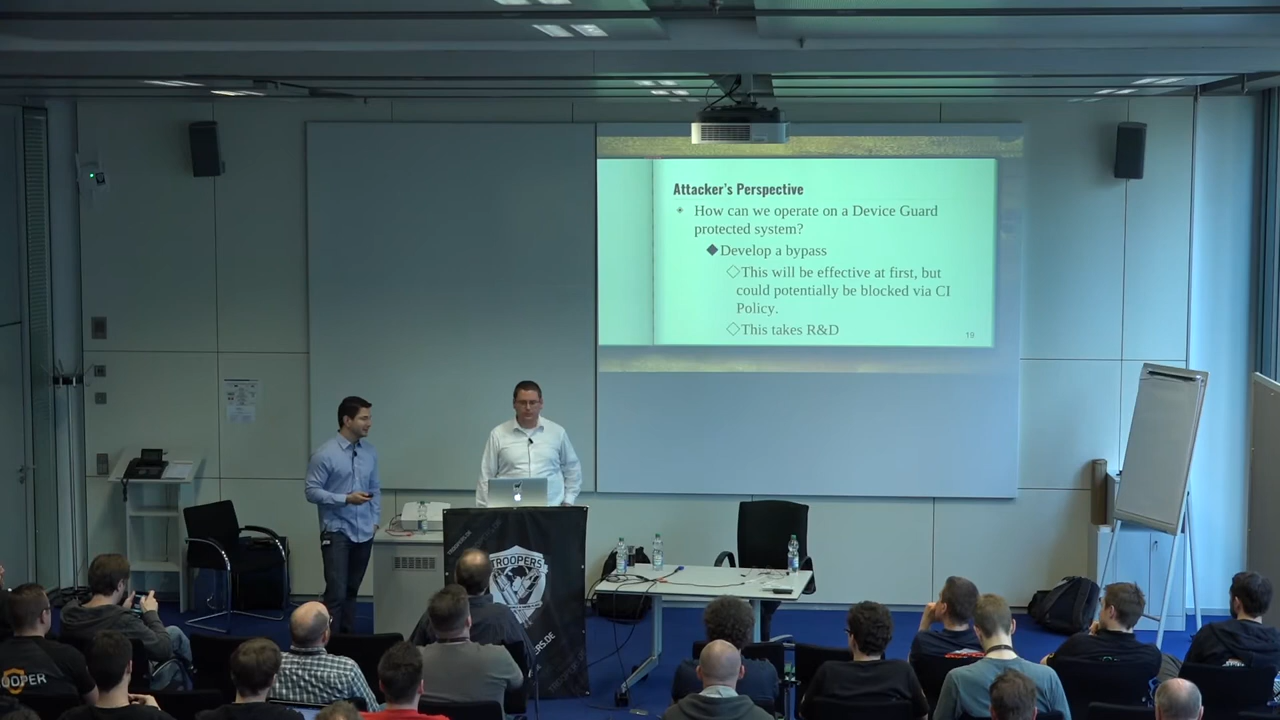 Attacker's Perspective
How can we operate on a Device Guard
protected system?
Develop a bypass
This will be effective at first, but
could potentially be blocked via CI
Policy.
This takes R&D
19
TROOPERS
OOPER